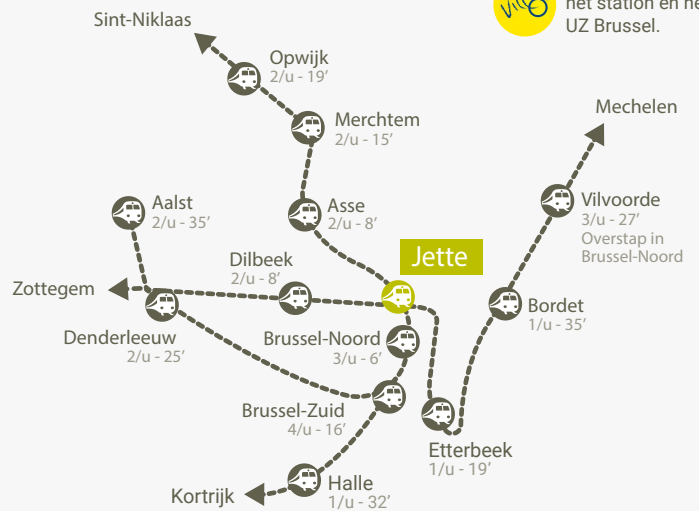 Sint-Niklaas
het station en he
UZ Brussel.
Opwijk
2/u - 19’
Mechelen
Merchtem
2/u - 15’
Aalst
2/u - 35’
Asse
2/u - 8’
Vilvoorde
3/u - 27’
Overstap in
Brussel-Noord
Jette
Dilbeek
2/u - 8’
Zottegem
Bordet
1/u - 35’
Denderleeuw
2/u - 25’
Brussel-Noord
3/u - 6’
Brussel-Zuid
4/u - 16’
Etterbeek
1/u - 19’
Halle
1/u - 32’
Kortrijk